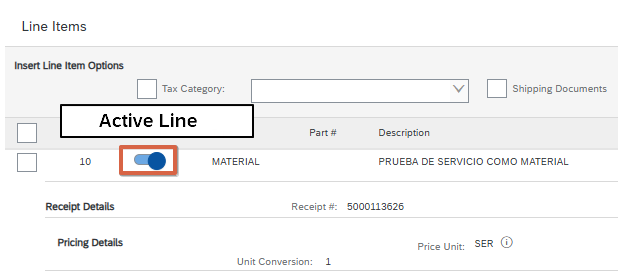 Line Items
Insert Line Item Options
Tax Category:
Shipping Documents
Active Line
Part #
Description
10
MATERIAL
PRUEBA DE SERVICIO COMO MATERIAL
Receipt Details
Receipt #: 5000113626
Pricing Details
Price Unit: SER
Unit Conversion: 1